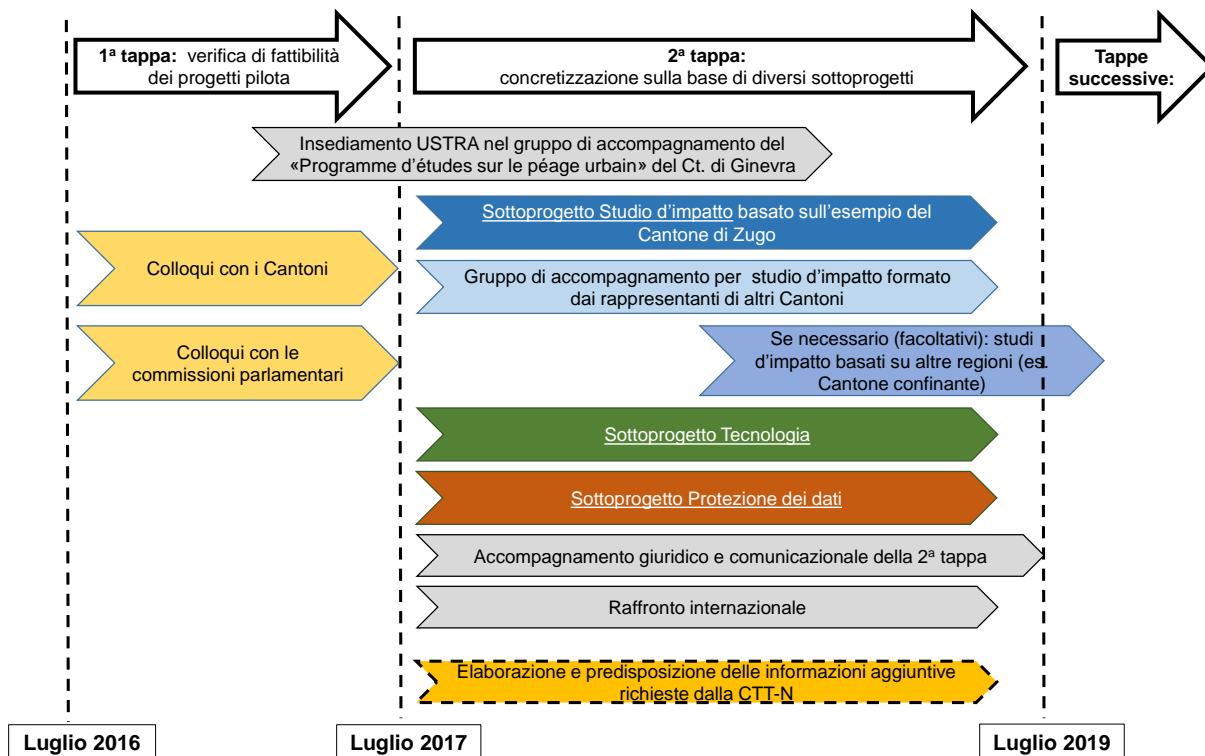 1ª tappa: verifica di fattibilità
dei progetti pilota
2ª tappa:
concretizzazione sulla base di diversi sottoprogetti
Tappe
successive:
Insediamento USTRA nel gruppo di accompagnamento del
«Programme d'études sur le péage urbain» del Ct. di Ginevra
Sottoprogetto Studio d'impatto basato sull'esempio del
Cantone di Zugo
Colloqui con i Cantoni
Gruppo di accompagnamento per studio d'impatto formato
dai rappresentanti di altri Cantoni
Colloqui con le
commissioni parlamentari
Se necessario (facoltativi): studi
d'impatto basati su altre regioni (es.
Cantone confinante)
Sottoprogetto Tecnologia
Sottoprogetto Protezione dei dati
Accompagnamento giuridico e comunicazionale della 2ª tappa
Raffronto internazionale
Elaborazione e predisposizione delle informazioni aggiuntive
richieste dalla CTT-N
Luglio 2016
Luglio 2017
Luglio 2019